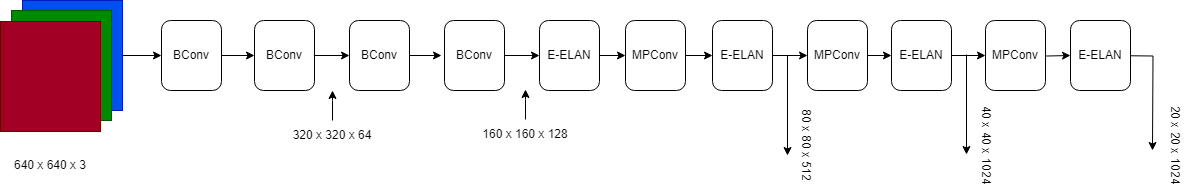 BConv
BConv
BConv
BConv
E-ELAN
MPConv
E-ELAN
MPConv
E-ELAN
MPConv
E-ELAN
320 x 320 x 64
160 x 160 x 128
80 x 80 x 512
40 x 40 x 1024
20 x 20 x 1024
640 x 640 x 3